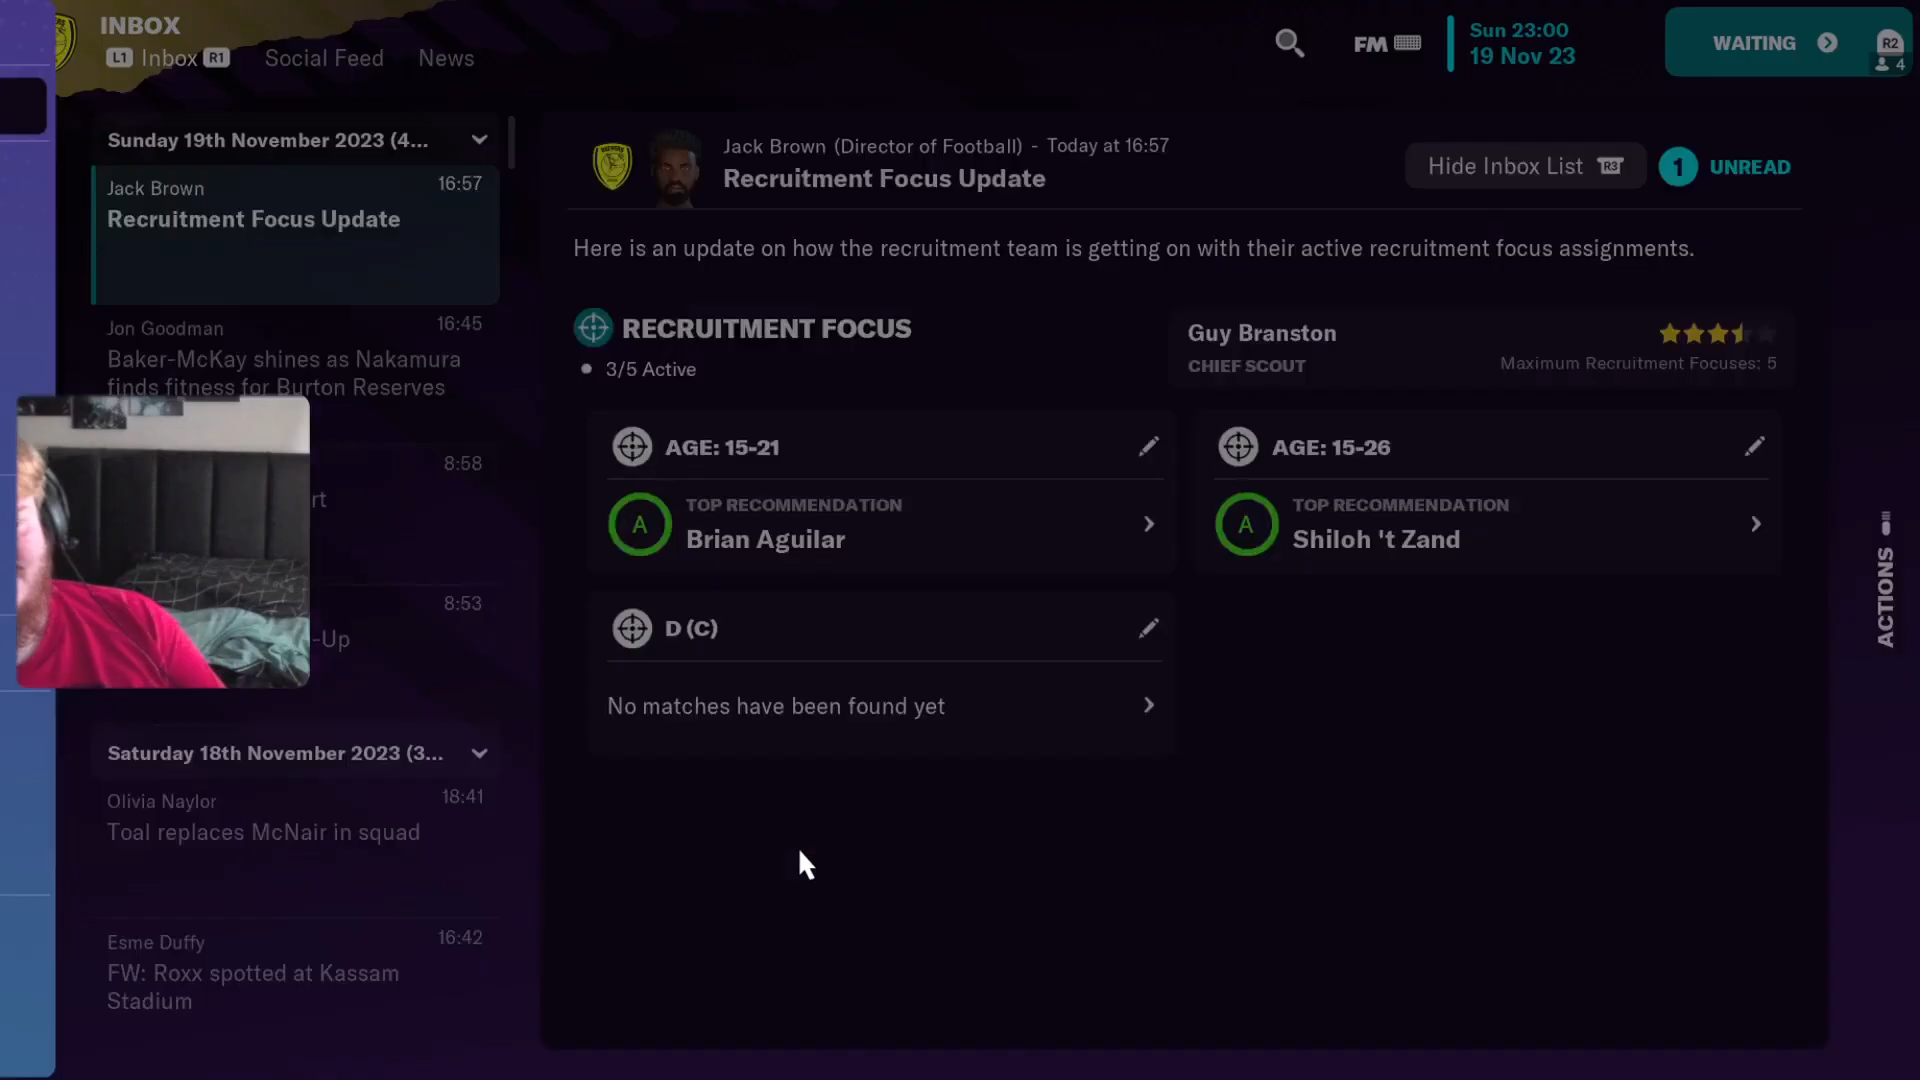 INBOX
L1 Inbox R1 Social Feed News
FM
Sun 23:00
19 Nov 23
WAITING
R2
4
Sunday 19th November 2023 (4...
Jack Brown 16:57
Recruitment Focus Update
Jon Goodman 16:45
Baker-McKay shines as Nakamura
finds fitness for Burton Reserves
8:58
rt
8:53
-Up
Saturday 18th November 2023 (3...
Olivia Naylor 18:41
Toal replaces McNair in squad
Esme Duffy 16:42
FW: Roxx spotted at Kassam
Stadium
Jack Brown (Director of Football) - Today at 16:57
Recruitment Focus Update
Hide Inbox List R3
1 UNREAD
Here is an update on how the recruitment team is getting on with their active recruitment focus assignments.
RECRUITMENT FOCUS
3/5 Active
Guy Branston
CHIEF SCOUT
Maximum Recruitment Focuses: 5
AGE: 15-21
A
TOP RECOMMENDATION
Brian Aguilar
AGE: 15-26
A
TOP RECOMMENDATION
Shiloh 't Zand
D (C)
No matches have been found yet
ACTIONS